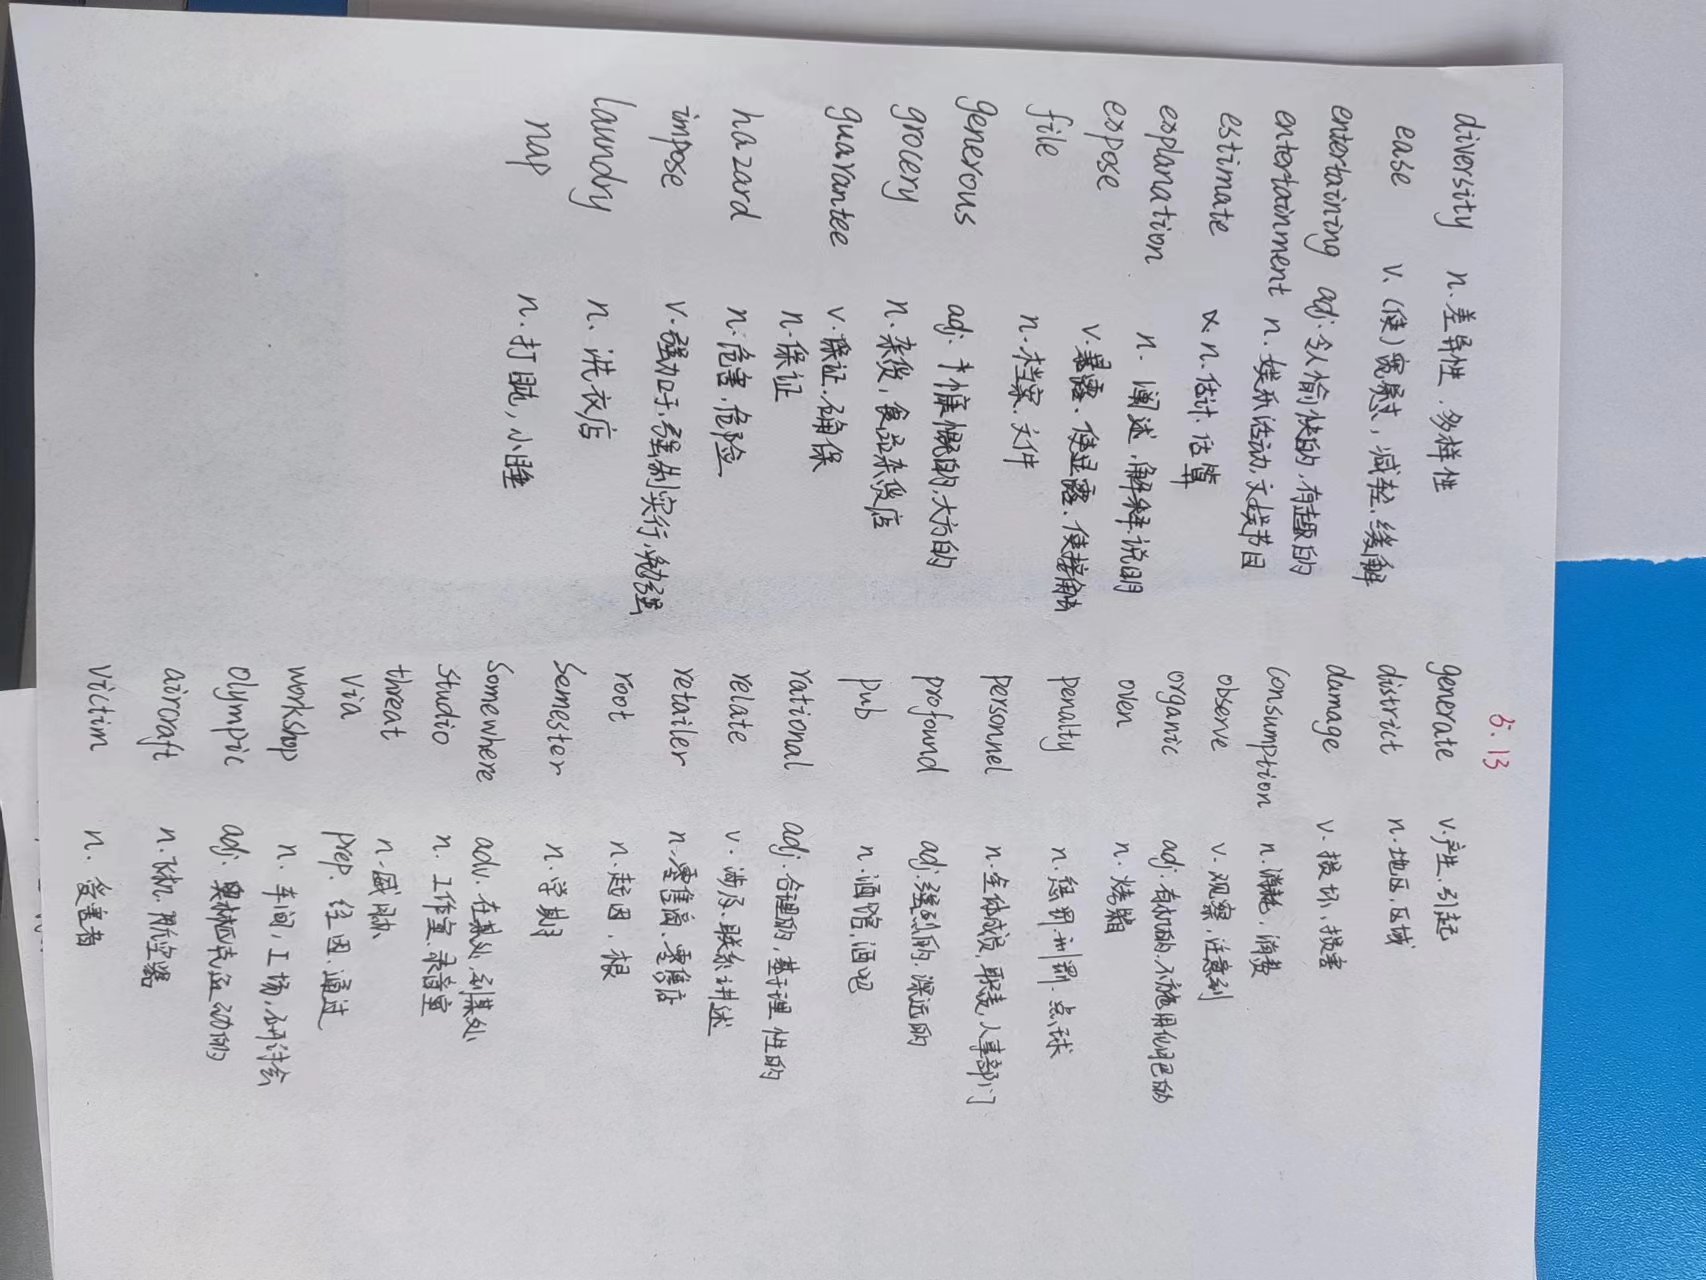 5.13
diversity n. 差异性、多样性
ease v. (使)宽慰, 减轻、缓解
entertaining adj. 令人愉快的、有趣的
entertainment n. 娱乐活动, 文娱节目
estimate n. 估计、估算
explanation n. 阐述、解释、说明
expose v. 暴露、使显露、使接触
file n. 档案、文件
generous adj. 慷慨的, 大方的
grocery n. 杂货, 食品杂货店
guarantee v. 保证、确保
n. 保证
hazard n. 危害、危险
impose v. 强加于, 强制实行, 勉强
laundry n. 洗衣店
nap n. 打盹, 小睡
generate v. 产生、引起
district n. 地区、区域
damage v. 损坏、损害
consumption n. 消耗、消费
observe v. 观察、注意到
organic adj. 有机的、不施用化肥的
oven n. 烤箱
penalty n. 惩罚、刑罚、点球
personnel n. 全体成员, 职责, 人事部门
profound adj. 强烈的、深远的
pub n. 酒馆, 酒吧
rational adj. 合理的, 基于理性的
relate v. 涉及、联系、讲述
retailer n. 零售商、零售店
root n. 起因、根
semester n. 学期
somewhere adv. 在某处, 到某处
studio n. 工作室、录音室
threat n. 威胁
via prep. 经因、通过
workshop n. 车间, 工场, 研讨会
olympic adj. 奥林匹克运动的
aircraft n. 飞机、航空器
victim n. 受害者